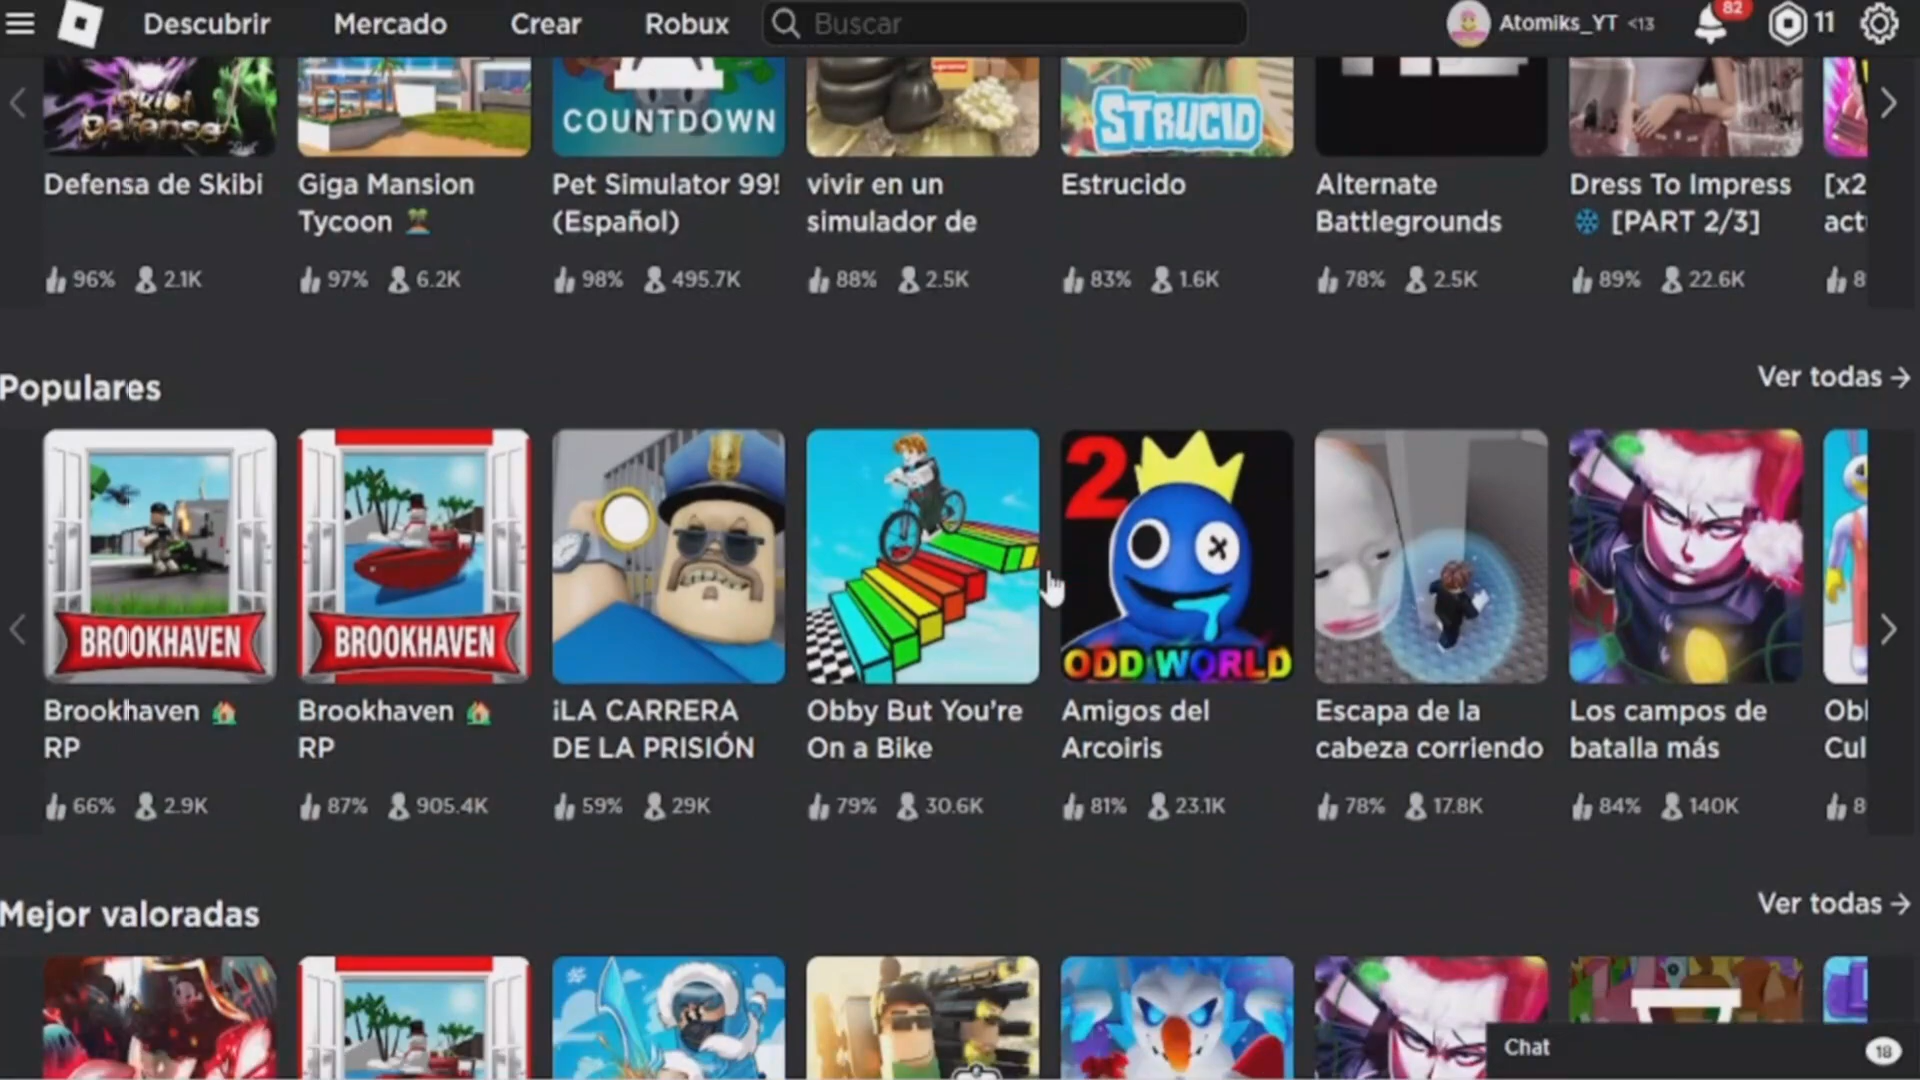 Descubrir
Mercado
Crear
Robux
Buscar
Atomiks_YT <13
82
11
Skibi
Defense
COUNTDOWN
Supreme
STRUCID
Defensa de Skibi
Giga Mansion
Tycoon
Pet Simulator 99!
(Español)
vivir en un
simulador de
Estrucido
Alternate
Battlegrounds
Dress To Impress
[PART 2/3]
[x2
96% 2.1K
97% 6.2K
98% 495.7K
88% 2.5K
83% 1.6K
78% 2.5K
89% 22.6K
Populares
Ver todas →
BROOKHAVEN
BROOKHAVEN
2
ODD WORLD
Brookhaven
RP
Brookhaven
RP
¡LA CARRERA
DE LA PRISIÓN
Obby But You're
On a Bike
Amigos del
Arcoiris
Escapa de la
cabeza corriendo
Los campos de
batalla más
66% 2.9K
87% 905.4K
59% 29K
79% 30.6K
81% 23.1K
78% 17.8K
84% 140K
Mejor valoradas
Ver todas →
Chat
18